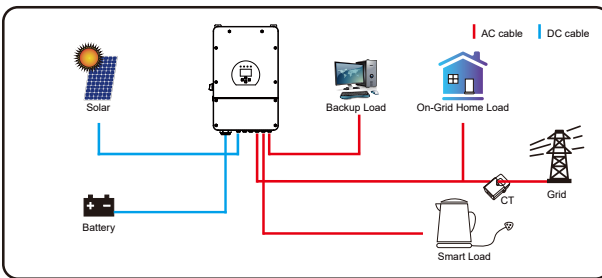 AC cable
DC cable
Solar
Backup Load
On-Grid Home Load
CT
Grid
Battery
Smart Load